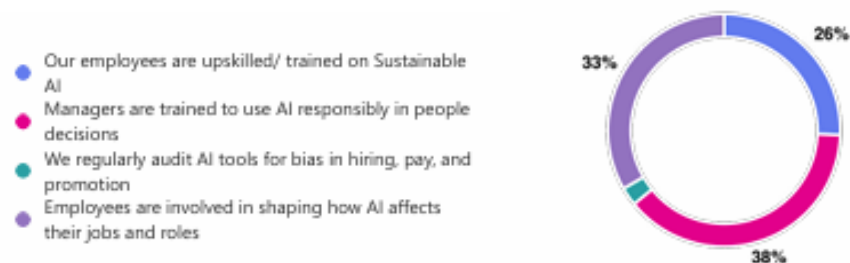 Our employees are upskilled/ trained on Sustainable
AI
Managers are trained to use AI responsibly in people
decisions
We regularly audit AI tools for bias in hiring, pay, and
promotion
Employees are involved in shaping how AI affects
their jobs and roles
26%
33%
38%